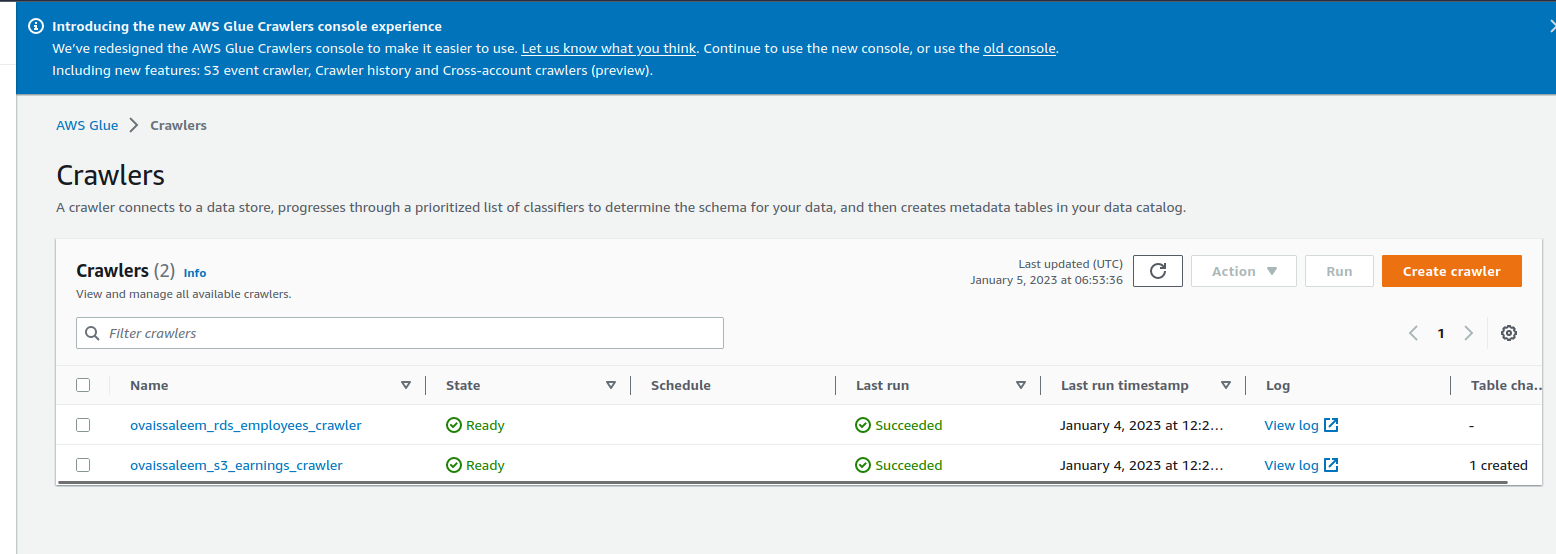 Introducing the new AWS Glue Crawlers console experience
We've redesigned the AWS Glue Crawlers console to make it easier to use. Let us know what you think. Continue to use the new console, or use the old console.
Including new features: S3 event crawler, Crawler history and Cross-account crawlers (preview).
AWS Glue > Crawlers
Crawlers
A crawler connects to a data store, progresses through a prioritized list of classifiers to determine the schema for your data, and then creates metadata tables in your data catalog.
Crawlers (2) Info
View and manage all available crawlers.
Last updated (UTC)
January 5, 2023 at 06:53:36
Action
Run
Create crawler
Filter crawlers
1
Name State Schedule Last run Last run timestamp Log Table cha...
ovaissaleem_rds_employees_crawler Ready Succeeded January 4, 2023 at 12:2... View log -
ovaissaleem_s3_earnings_crawler Ready Succeeded January 4, 2023 at 12:2... View log 1 created